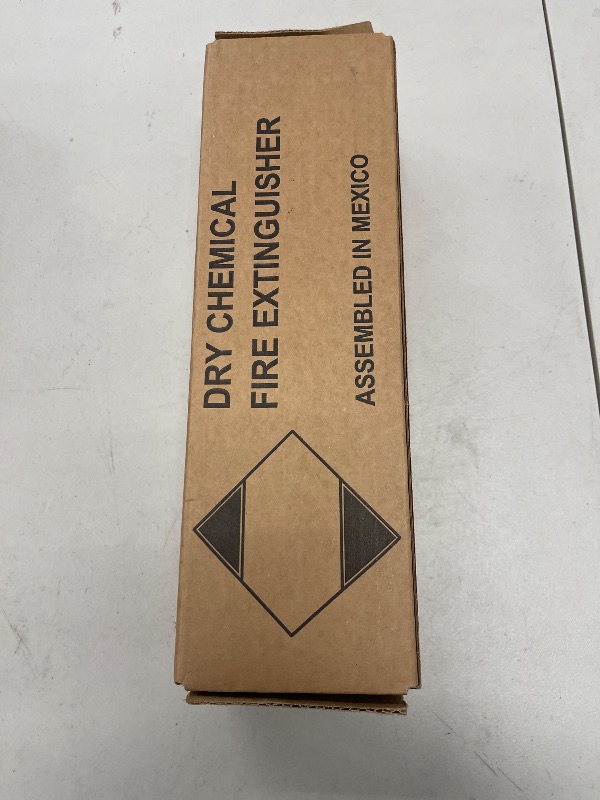 DRY CHEMICAL
FIRE EXTINGUISHER
ASSEMBLED IN MEXICO